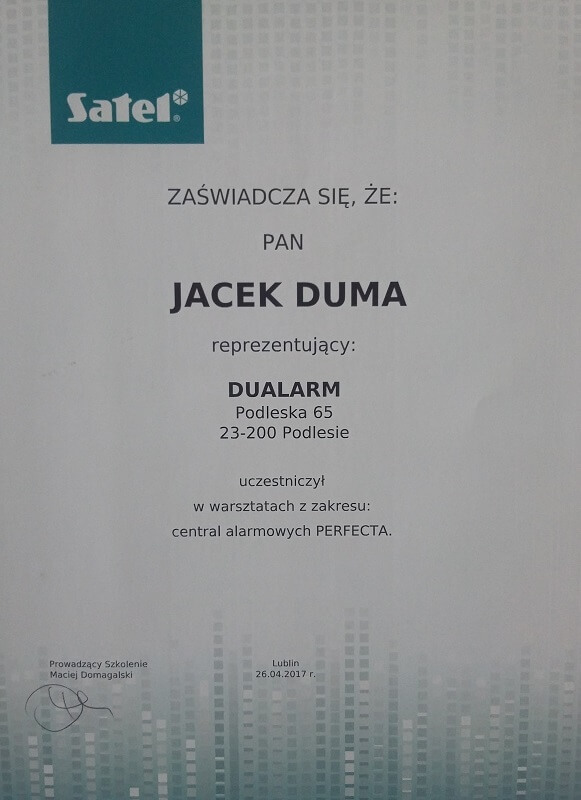 Satel®
ZAŚWIADCZA SIĘ, ŻE:
PAN
JACEK DUMA
reprezentujący:
DUALARM
Podleska 65
23-200 Podlesie
uczestniczył
w warsztatach z zakresu:
central alarmowych PERFECTA.
Prowadzący Szkolenie
Maciej Domagalski
Lublin
26.04.2017 r.